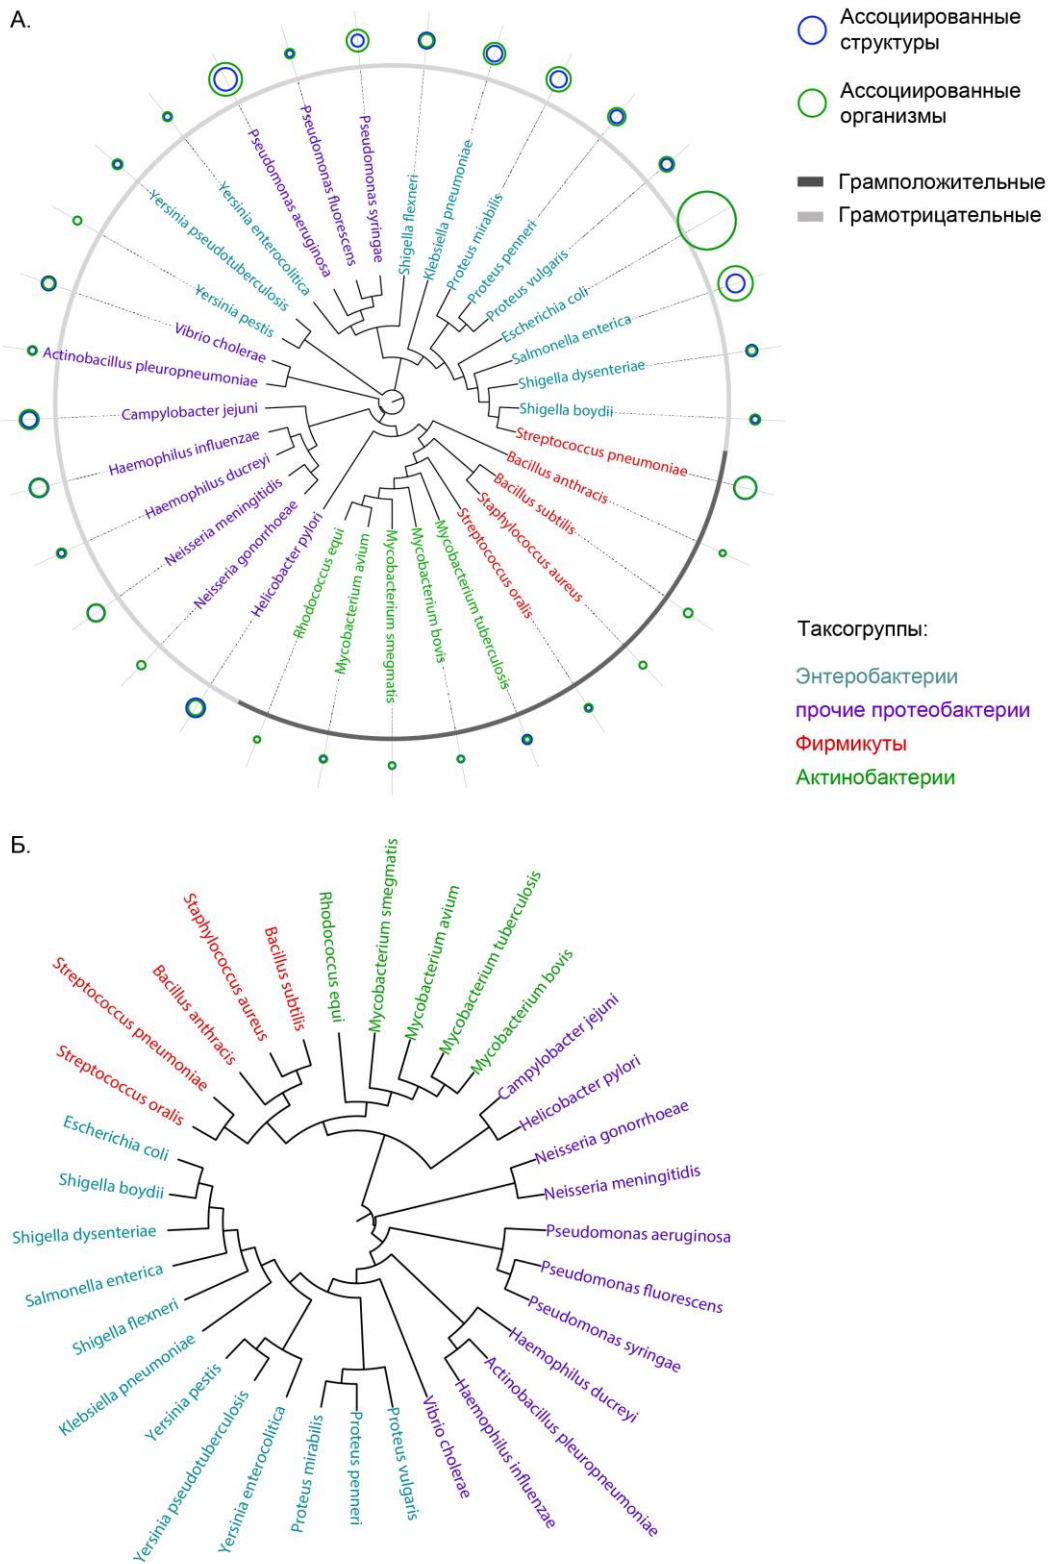 А.
Ассоциированные
структуры
Ассоциированные
организмы
Грамположительные
Грамотрицательные
Pseudomonas aeruginosa
Pseudomonas fluorescens
Pseudomonas syringae
Shigella flexneri
Klebsiella pneumoniae
Proteus mirabilis
Proteus penneri
Proteus vulgaris
Escherichia coli
Salmonella enterica
Shigella dysenteriae
Shigella boydii
Streptococcus pneumoniae
Bacillus anthracis
Bacillus subtilis
Staphylococcus aureus
Streptococcus oralis
Mycobacterium tuberculosis
Mycobacterium bovis
Mycobacterium smegmatis
Mycobacterium avium
Rhodococcus equi
Helicobacter pylori
Neisseria gonorrhoeae
Neisseria meningitidis
Haemophilus ducreyi
Haemophilus influenzae
Campylobacter jejuni
Actinobacillus pleuropneumoniae
Vibrio cholerae
Yersinia pestis
Yersinia pseudotuberculosis
Yersinia enterocolitica
Таксогруппы:
Энтеробактерии
прочие протеобактерии
Фирмикуты
Актинобактерии
Б.
Streptococcus oralis
Streptococcus pneumoniae
Bacillus anthracis
Staphylococcus aureus
Bacillus subtilis
Rhodococcus equi
Mycobacterium smegmatis
Mycobacterium avium
Mycobacterium tuberculosis
Mycobacterium bovis
Campylobacter jejuni
Helicobacter pylori
Neisseria gonorrhoeae
Neisseria meningitidis
Pseudomonas aeruginosa
Pseudomonas fluorescens
Pseudomonas syringae
Haemophilus ducreyi
Actinobacillus pleuropneumoniae
Haemophilus influenzae
Vibrio cholerae
Proteus vulgaris
Proteus penneri
Proteus mirabilis
Yersinia enterocolitica
Yersinia pseudotuberculosis
Yersinia pestis
Klebsiella pneumoniae
Shigella flexneri
Salmonella enterica
Shigella dysenteriae
Shigella boydii
Escherichia coli